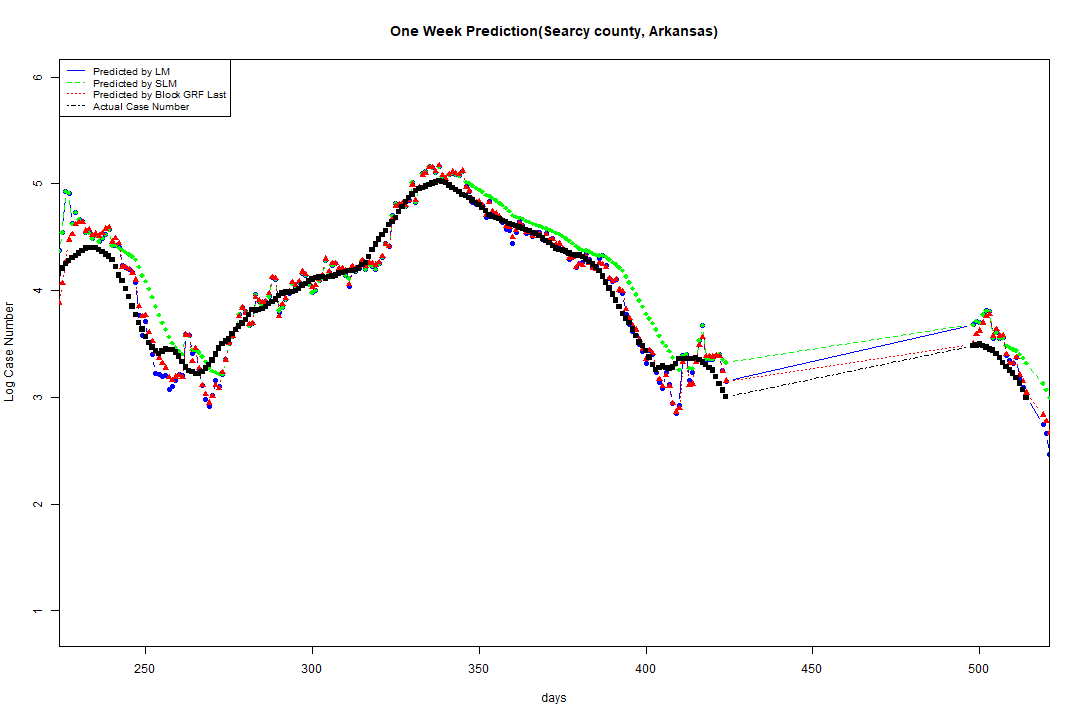 One Week Prediction(Searcy county, Arkansas)
Predicted by LM
Predicted by SLM
Predicted by Block GRF Last
Actual Case Number
6
5
4
3
2
1
Log Case Number
250 300 350 400 450 500
days